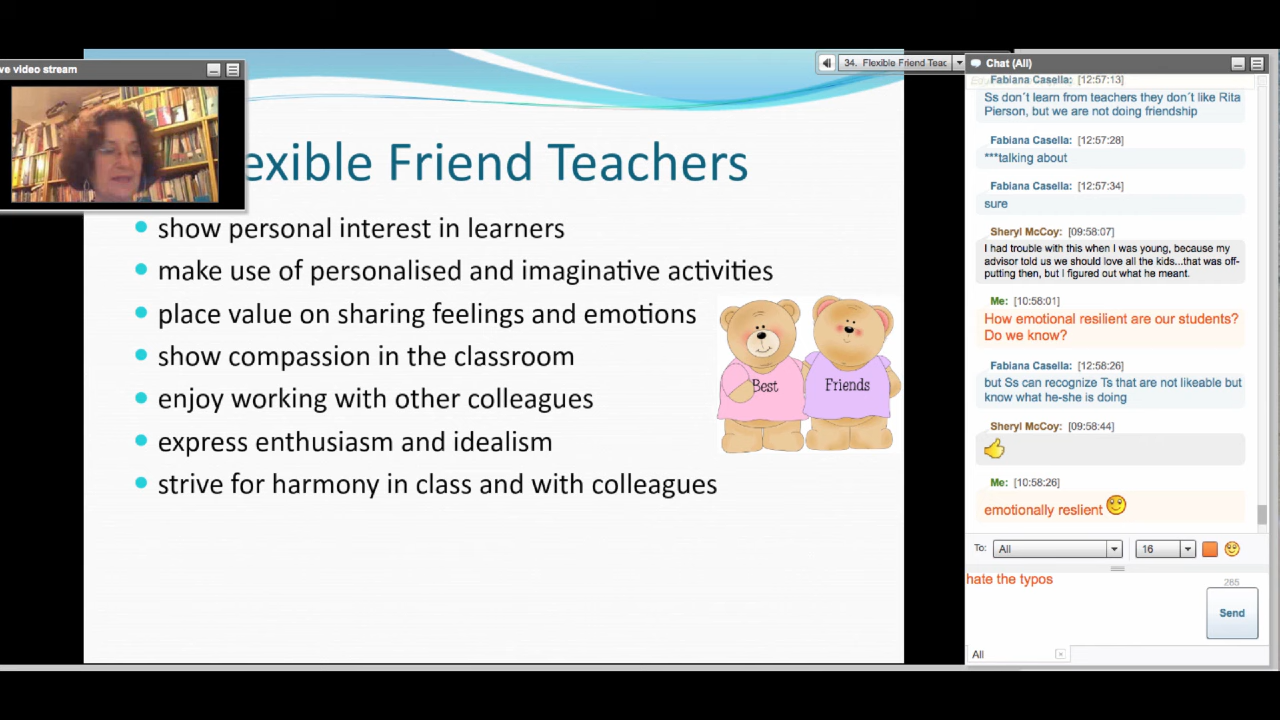 ve video stream
34. Flexible Friend Teac
exible Friend Teachers
• show personal interest in learners
• make use of personalised and imaginative activities
• place value on sharing feelings and emotions
• show compassion in the classroom
• enjoy working with other colleagues
• express enthusiasm and idealism
• strive for harmony in class and with colleagues
Best
Friends
Chat (All)
Fabiana Casella: [12:57:13]
Ss don´t learn from teachers they don´t like Rita
Pierson, but we are not doing friendship
Fabiana Casella: [12:57:28]
***talking about
Fabiana Casella: [12:57:34]
sure
Sheryl McCoy: [09:58:07]
I had trouble with this when I was young, because my
advisor told us we should love all the kids...that was off-
putting then, but I figured out what he meant.
Me: [10:58:01]
How emotional resilient are our students?
Do we know?
Fabiana Casella: [12:58:26]
but Ss can recognize Ts that are not likeable but
know what he-she is doing
Sheryl McCoy: [09:58:44]
Me: [10:58:26]
emotionally reslient
To: All 16
hate the typos
285
Send
All